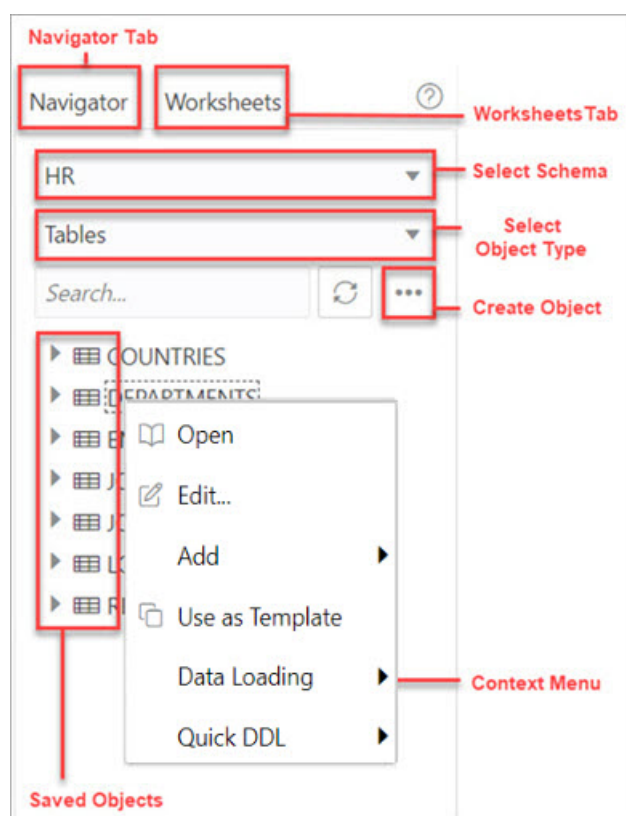 Navigator Tab
Navigator Worksheets
WorksheetsTab
HR
Select Schema
Tables
Select
Object Type
Search...
Create Object
COUNTRIES
DEPARTMENTS
Open
Edit...
Add
Use as Template
Data Loading
Context Menu
Quick DDL
Saved Objects